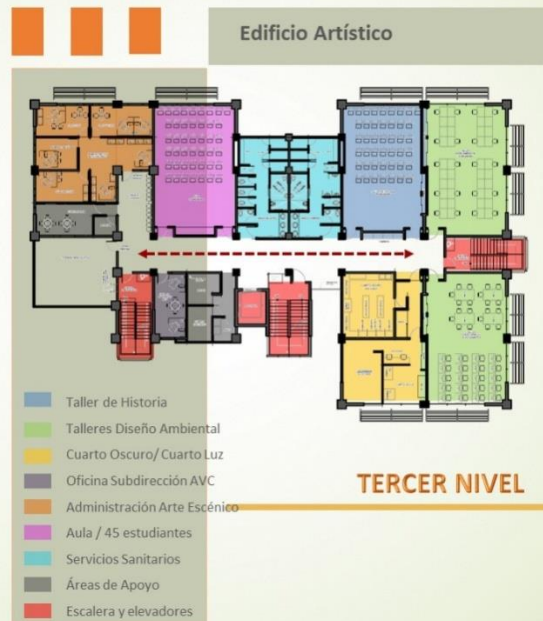 Edificio Artístico
Taller de Historia
Talleres Diseño Ambiental
Cuarto Oscuro/ Cuarto Luz
Oficina Subdirección AVC
Administración Arte Escénico
Aula / 45 estudiantes
Servicios Sanitarios
Áreas de Apoyo
Escalera y elevadores
TERCER NIVEL